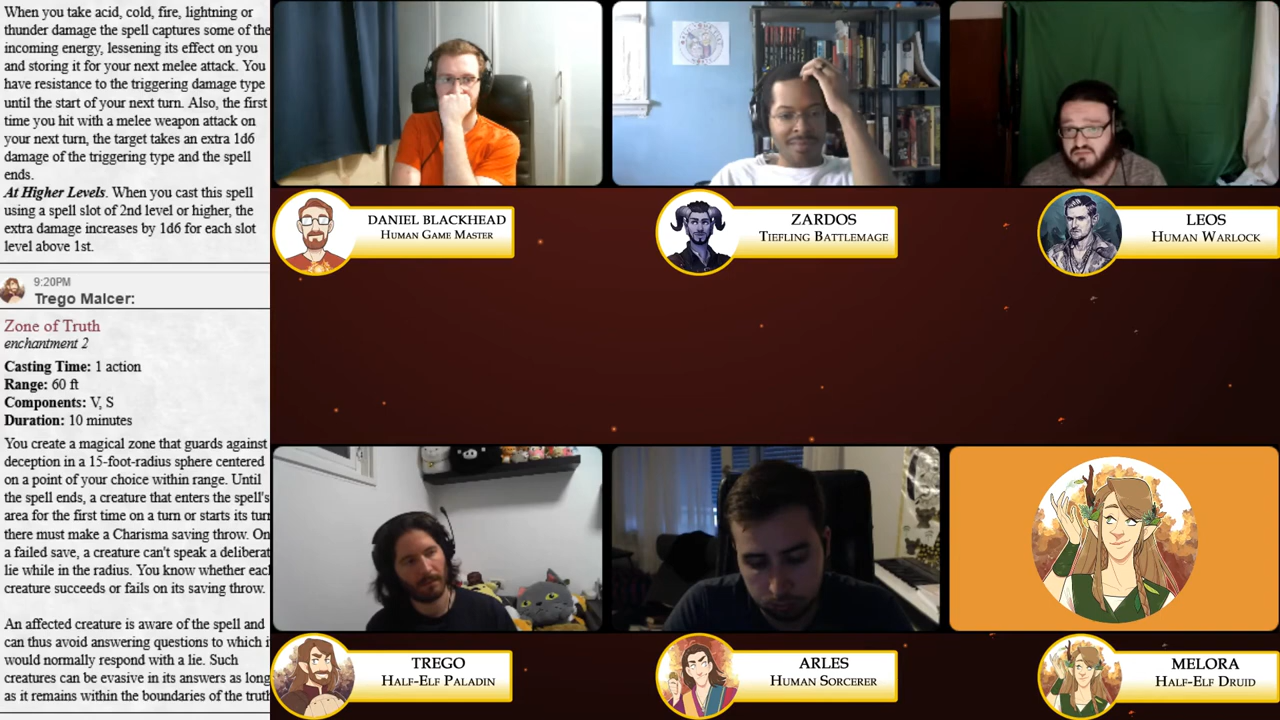 When you take acid, cold, fire, lightning or
thunder damage the spell captures some of the
incoming energy, lessening its effect on you
and storing it for your next melee attack. You
have resistance to the triggering damage type
until the start of your next turn. Also, the first
time you hit with a melee weapon attack on
your next turn, the target takes an extra 1d6
damage of the triggering type and the spell
ends.
At Higher Levels. When you cast this spell
using a spell slot of 2nd level or higher, the
extra damage increases by 1d6 for each slot
level above 1st.
9:20PM
Trego Malcer:
Zone of Truth
enchantment 2
Casting Time: 1 action
Range: 60 ft
Components: V, S
Duration: 10 minutes
You create a magical zone that guards against
deception in a 15-foot-radius sphere centered
on a point of your choice within range. Until
the spell ends, a creature that enters the spell's
area for the first time on a turn or starts its turn
there must make a Charisma saving throw. On
a failed save, a creature can't speak a deliberat
lie while in the radius. You know whether eac
creature succeeds or fails on its saving throw.
An affected creature is aware of the spell and
can thus avoid answering questions to which i
would normally respond with a lie. Such
creatures can be evasive in its answers as long
as it remains within the boundaries of the truth
DANIEL BLACKHEAD
HUMAN GAME MASTER
ZARDOS
TIEFLING BATTLEMAGE
LEOS
HUMAN WARLOCK
TREGO
HALF-ELF PALADIN
ARLES
HUMAN SORCERER
MELORA
HALF-ELF DRUID